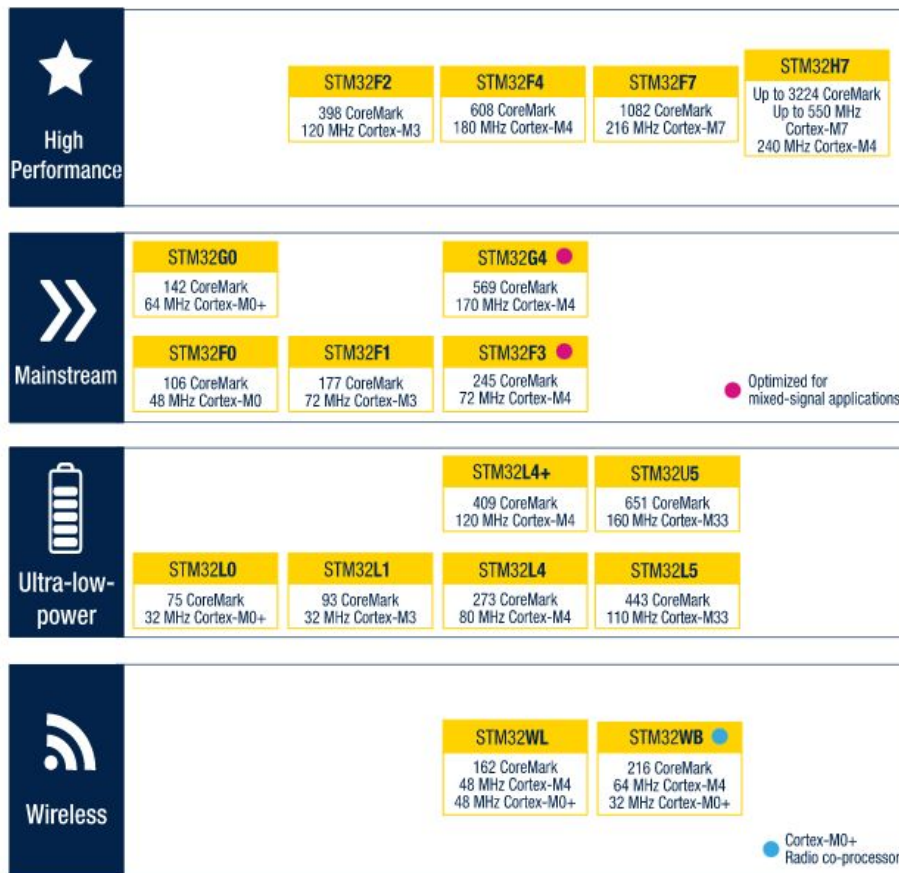 High
Performance
STM32F2
398 CoreMark
120 MHz Cortex-M3
STM32F4
608 CoreMark
180 MHz Cortex-M4
STM32F7
1082 CoreMark
216 MHz Cortex-M7
STM32H7
Up to 3224 CoreMark
Up to 550 MHz
Cortex-M7
240 MHz Cortex-M4
Mainstream
STM32G0
142 CoreMark
64 MHz Cortex-M0+
STM32G4
569 CoreMark
170 MHz Cortex-M4
STM32F0
106 CoreMark
48 MHz Cortex-M0
STM32F1
177 CoreMark
72 MHz Cortex-M3
STM32F3
245 CoreMark
72 MHz Cortex-M4
Optimized for
mixed-signal applications
Ultra-low-
power
STM32L4+
409 CoreMark
120 MHz Cortex-M4
STM32U5
651 CoreMark
160 MHz Cortex-M33
STM32L0
75 CoreMark
32 MHz Cortex-M0+
STM32L1
93 CoreMark
32 MHz Cortex-M3
STM32L4
273 CoreMark
80 MHz Cortex-M4
STM32L5
443 CoreMark
110 MHz Cortex-M33
Wireless
STM32WL
162 CoreMark
48 MHz Cortex-M4
48 MHz Cortex-M0+
STM32WB
216 CoreMark
64 MHz Cortex-M4
32 MHz Cortex-M0+
Cortex-M0+
Radio co-processor